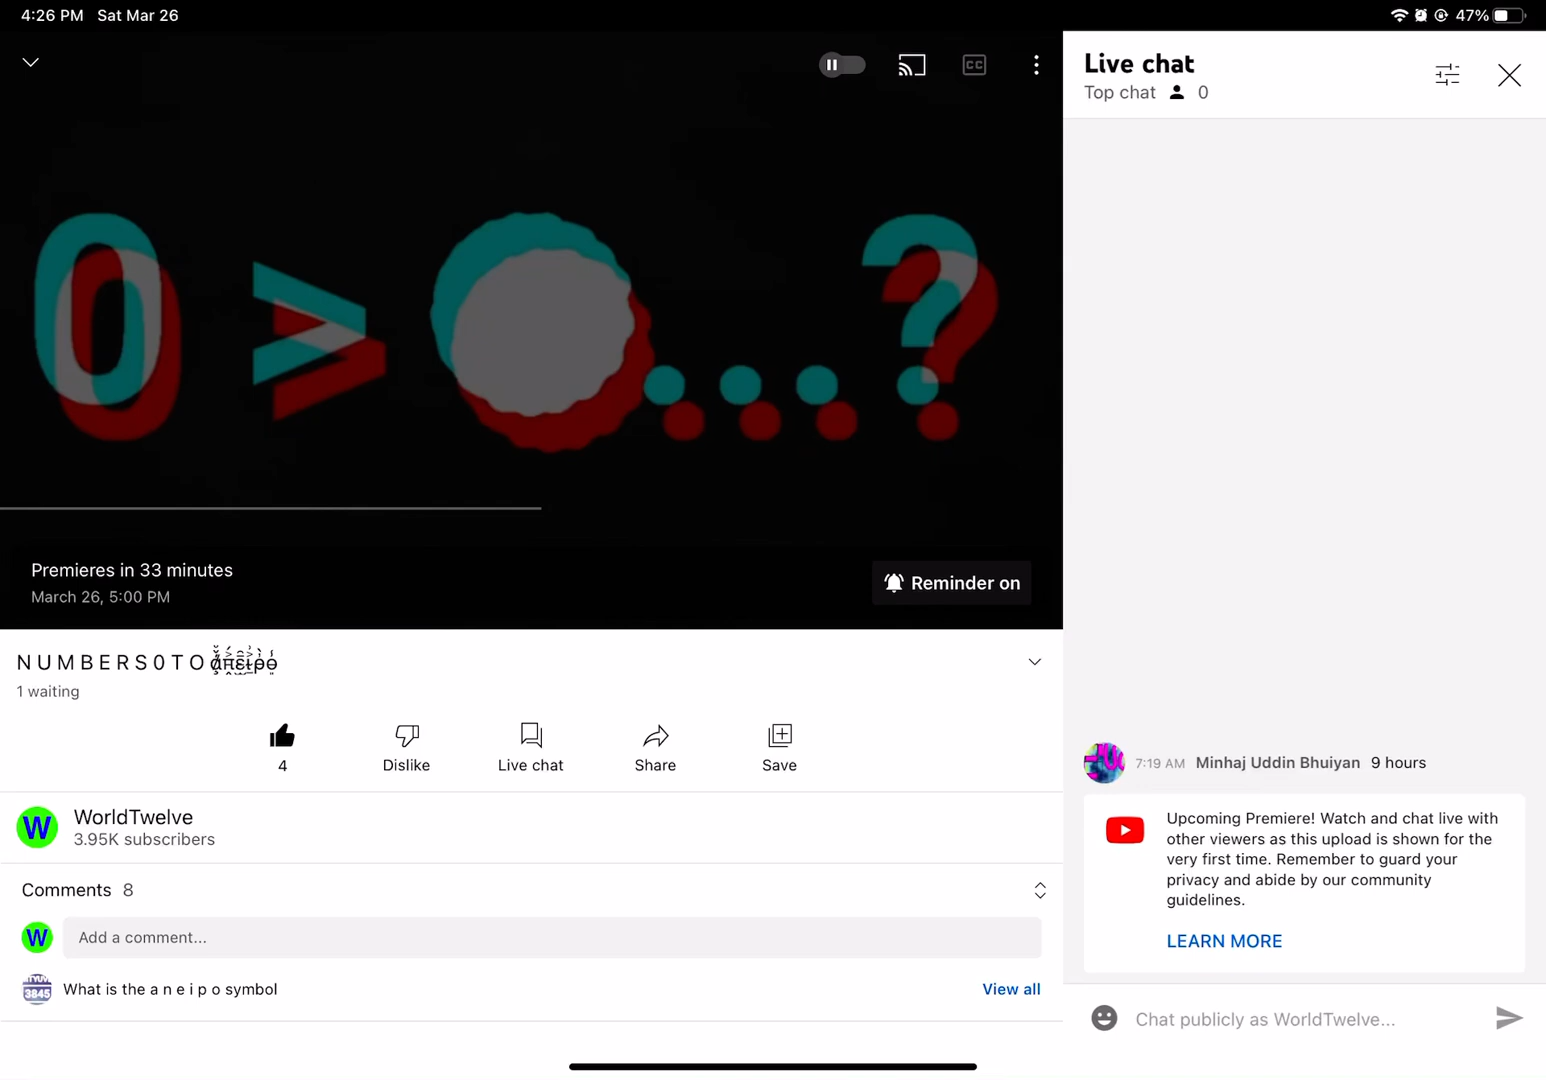 4:26 PM Sat Mar 26
47%
CC
0 > ...?
Premieres in 33 minutes
March 26, 5:00 PM
Reminder on
N U M B E R S 0 T O
1 waiting
4
Dislike
Live chat
Share
Save
W
WorldTwelve
3.95K subscribers
Comments 8
W
Add a comment...
3845
What is the a n e i p o symbol
View all
Live chat
Top chat 0
7:19 AM Minhaj Uddin Bhuiyan 9 hours
Upcoming Premiere! Watch and chat live with
other viewers as this upload is shown for the
very first time. Remember to guard your
privacy and abide by our community
guidelines.
LEARN MORE
Chat publicly as WorldTwelve...